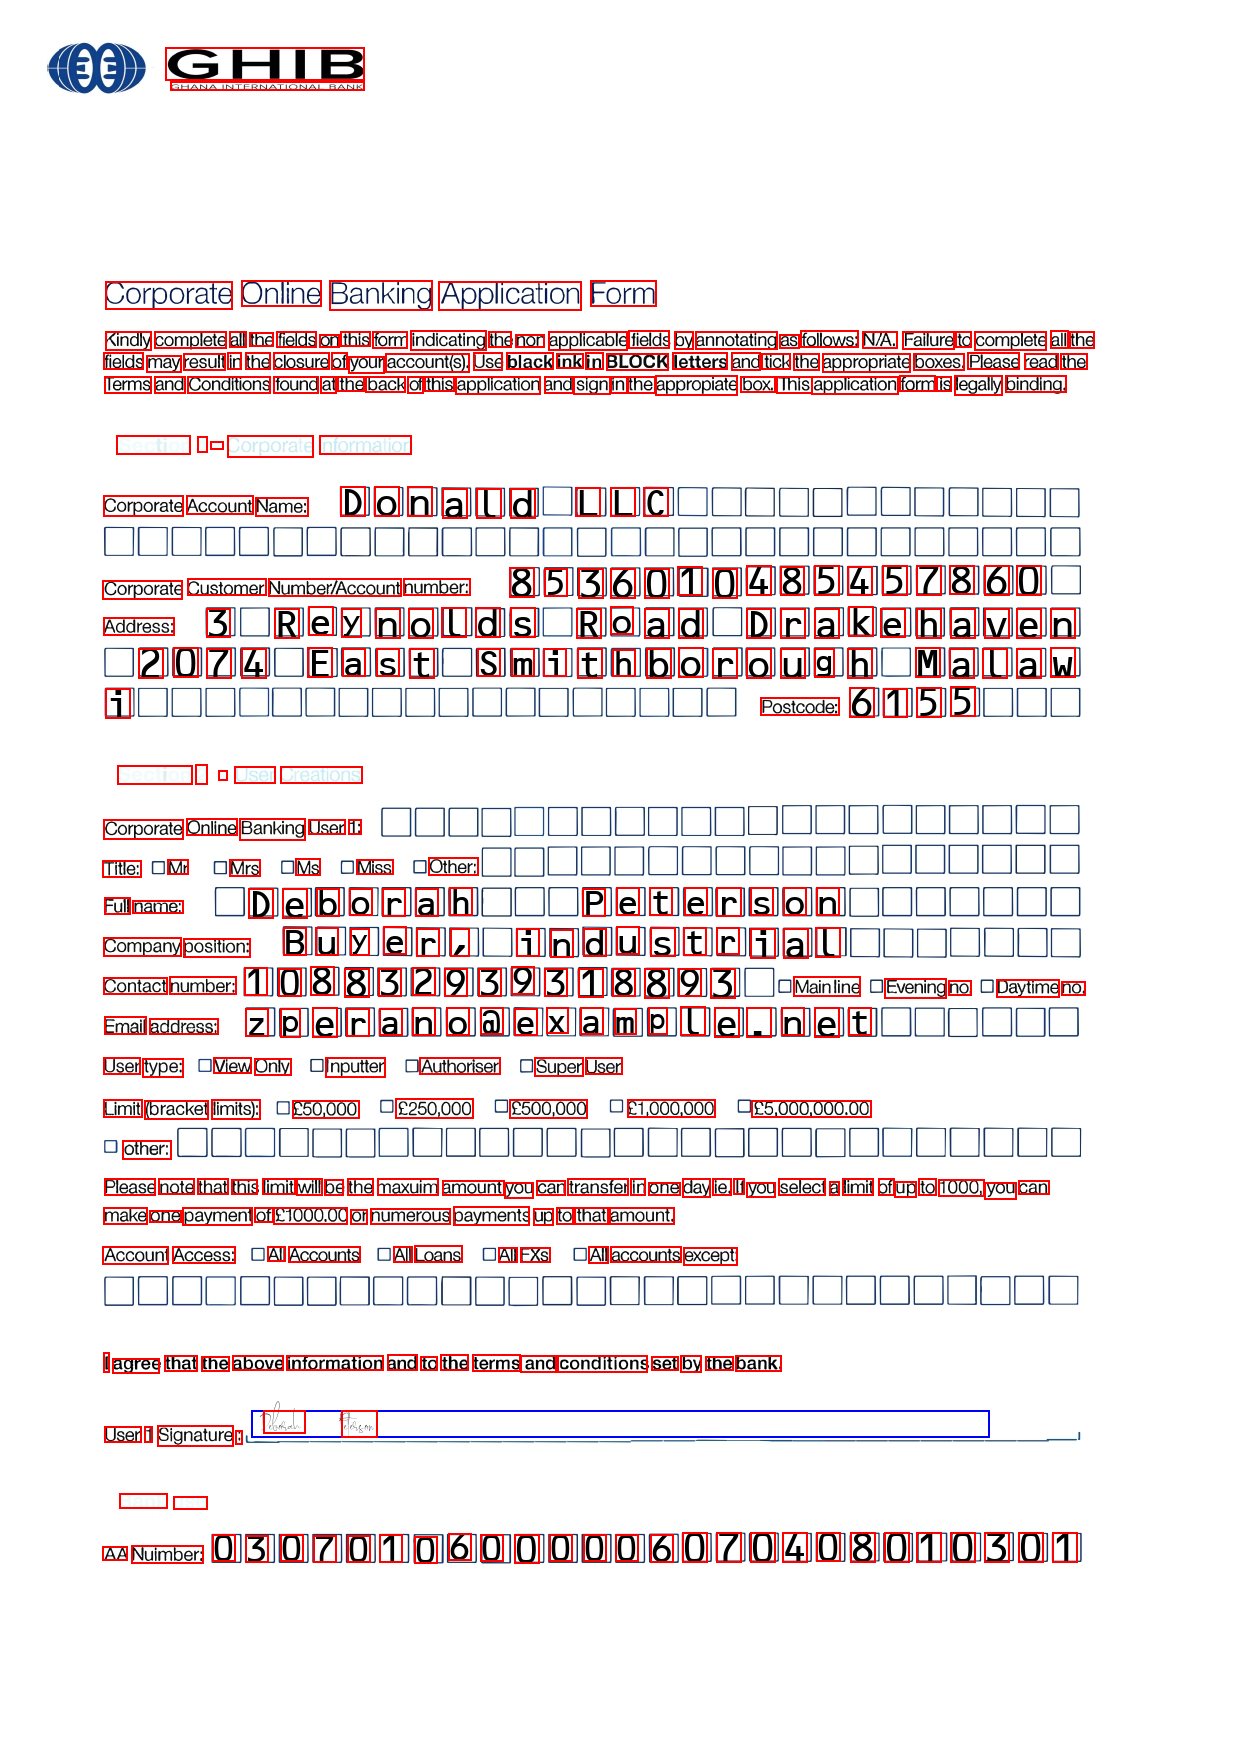 GHIB
GHANA INTERNATIONAL BANK
Corporate Online Banking Application Form
Kindly complete all the fields on this form indicating the non applicable fields by annotating as follows: N/A. Failure to complete all the
fields may result in the closure of your account(s). Use black ink in BLOCK letters and tick the appropriate boxes. Please read the
Terms and Conditions found at the back of this application and sign in the appropiate box. This application form is legally binding.
Section - Corporate Information
Corporate Account Name: Donald LLC
Corporate Customer Number/Account number: 8536010485457860
Address: 3 Reynolds Road Drakehaven
2074 East Smithborough Malaw
i Postcode: 6155
Section - User Creations
Corporate Online Banking User 1:
Title: Mr Mrs Ms Miss Other:
Full name: Deborah Peterson
Company position: Buyer, industrial
Contact number: 108832939318893 Main line Evening no Daytime no.
Email address: zperano@example.net
User type: View Only Inputter Authoriser Super User
Limit (bracket limits): £50,000 £250,000 £500,000 £1,000,000 £5,000,000.00
other:
Please note that this limit will be the maxuim amount you can transfer in one day ie. If you select a limit of up to 1000, you can
make one payment of £1000.00 or numerous payments up to that amount.
Account Access: All Accounts All Loans All FXs All accounts except
I agree that the above information and to the terms and conditions set by the bank.
User 1 Signature: Deborah Peterson
AA Nuimber: 03070106000006070408010301